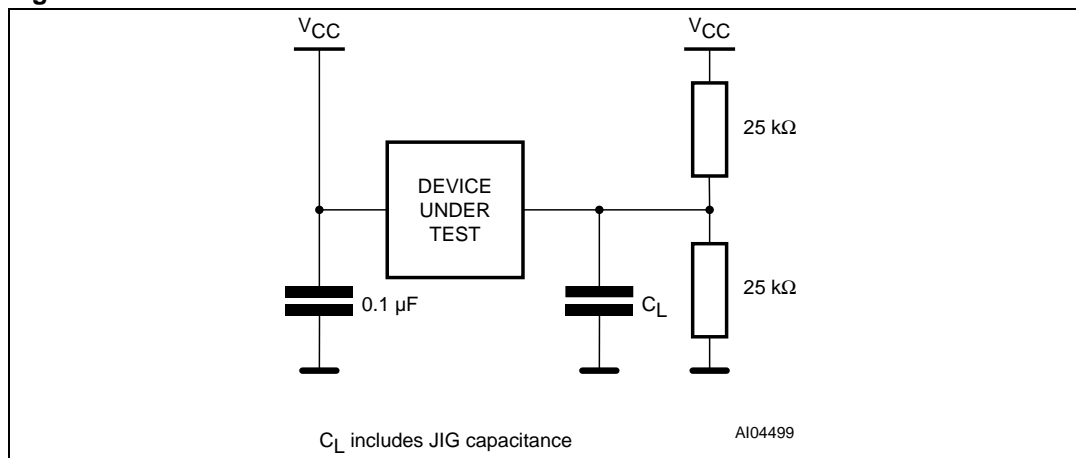 VCC
VCC
25 kΩ
DEVICE
UNDER
TEST
25 kΩ
0.1 µF
CL
CL includes JIG capacitance
AI04499